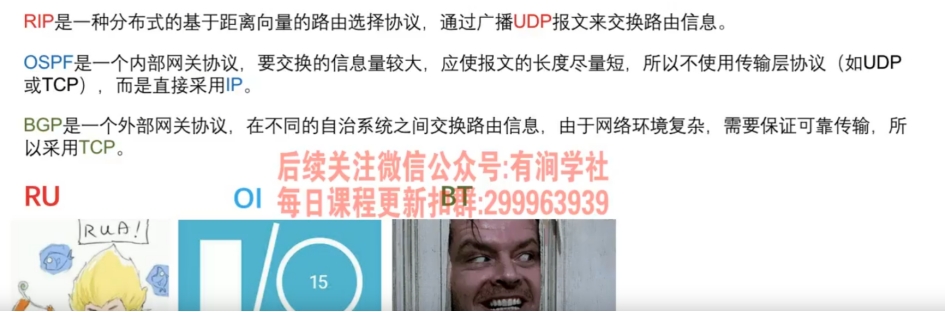 RIP是一种分布式的基于距离向量的路由选择协议，通过广播UDP报文来交换路由信息。
OSPF是一个内部网关协议，要交换的信息量较大，应使报文的长度尽量短，所以不使用传输层协议（如UDP
或TCP），而是直接采用IP。
BGP是一个外部网关协议，在不同的自治系统之间交换路由信息，由于网络环境复杂，需要保证可靠传输，所
以采用TCP。
后续关注微信公众号:有涧学社
每日课程更新扣群:299963939
RU
OI
BT
RUA!
I/O
15